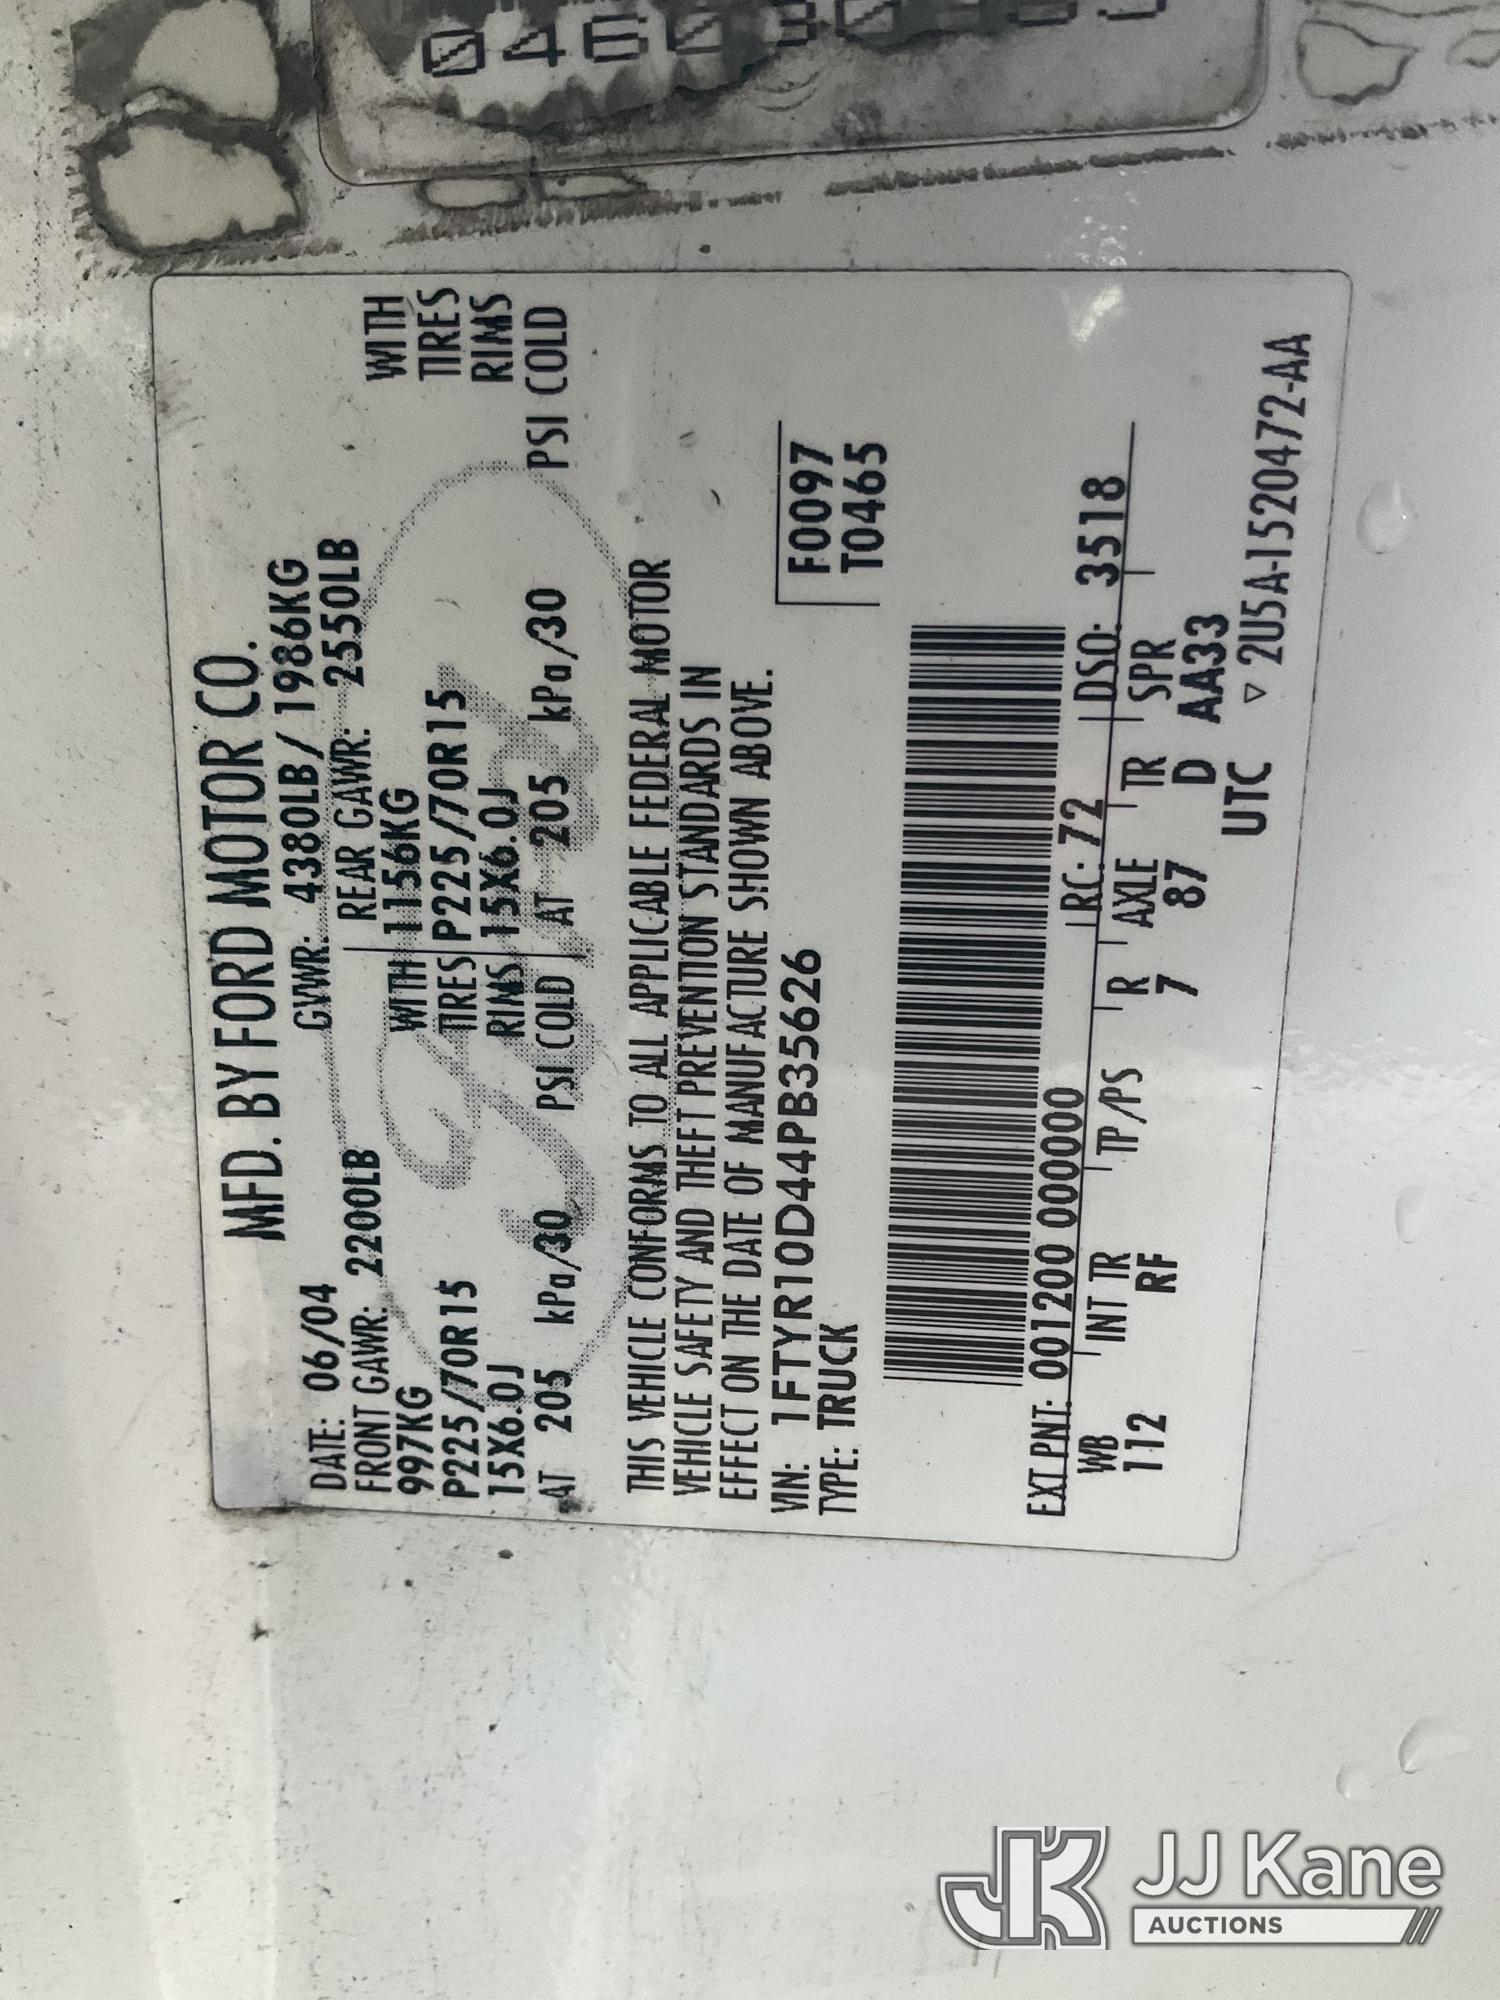 MFD. BY FORD MOTOR CO.
DATE: 06/04 GVWR: 4380LB/1986KG
FRONT GAWR: 2200LB REAR GAWR: 2550LB
997KG WITH 1156KG WITH
P225/70R15 TIRES P225/70R15 TIRES
15X6.0J RIMS 15X6.0J RIMS
AT 205 kPa/30 PSI COLD AT 205 kPa/30 PSI COLD
THIS VEHICLE CONFORMS TO ALL APPLICABLE FEDERAL MOTOR
VEHICLE SAFETY AND THEFT PREVENTION STANDARDS IN
EFFECT ON THE DATE OF MANUFACTURE SHOWN ABOVE.
VIN: 1FTYR10D44PB35626 F0097
TYPE: TRUCK T0465
EXT PNT: 001200 000000 RC: 72 DSO: 3518
WB INT TR TP/PS R AXLE TR SPR
112 RF 7 87 D AA33
UTC ▽ 2U5A-1520472-AA
JK JJ Kane
AUCTIONS